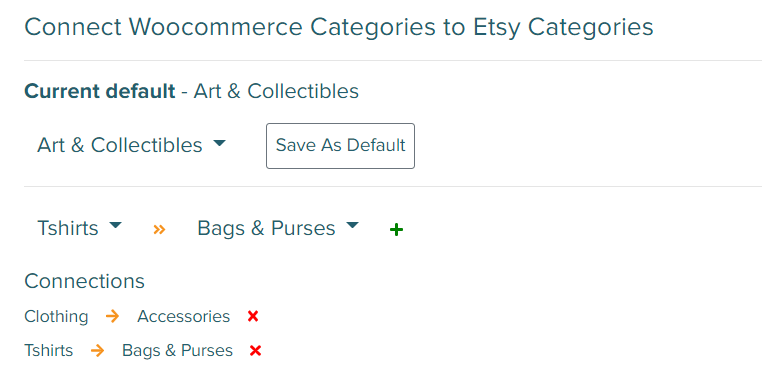 Connect Woocommerce Categories to Etsy Categories
Current default - Art & Collectibles
Art & Collectibles Save As Default
Tshirts » Bags & Purses +
Connections
Clothing → Accessories ×
Tshirts → Bags & Purses ×